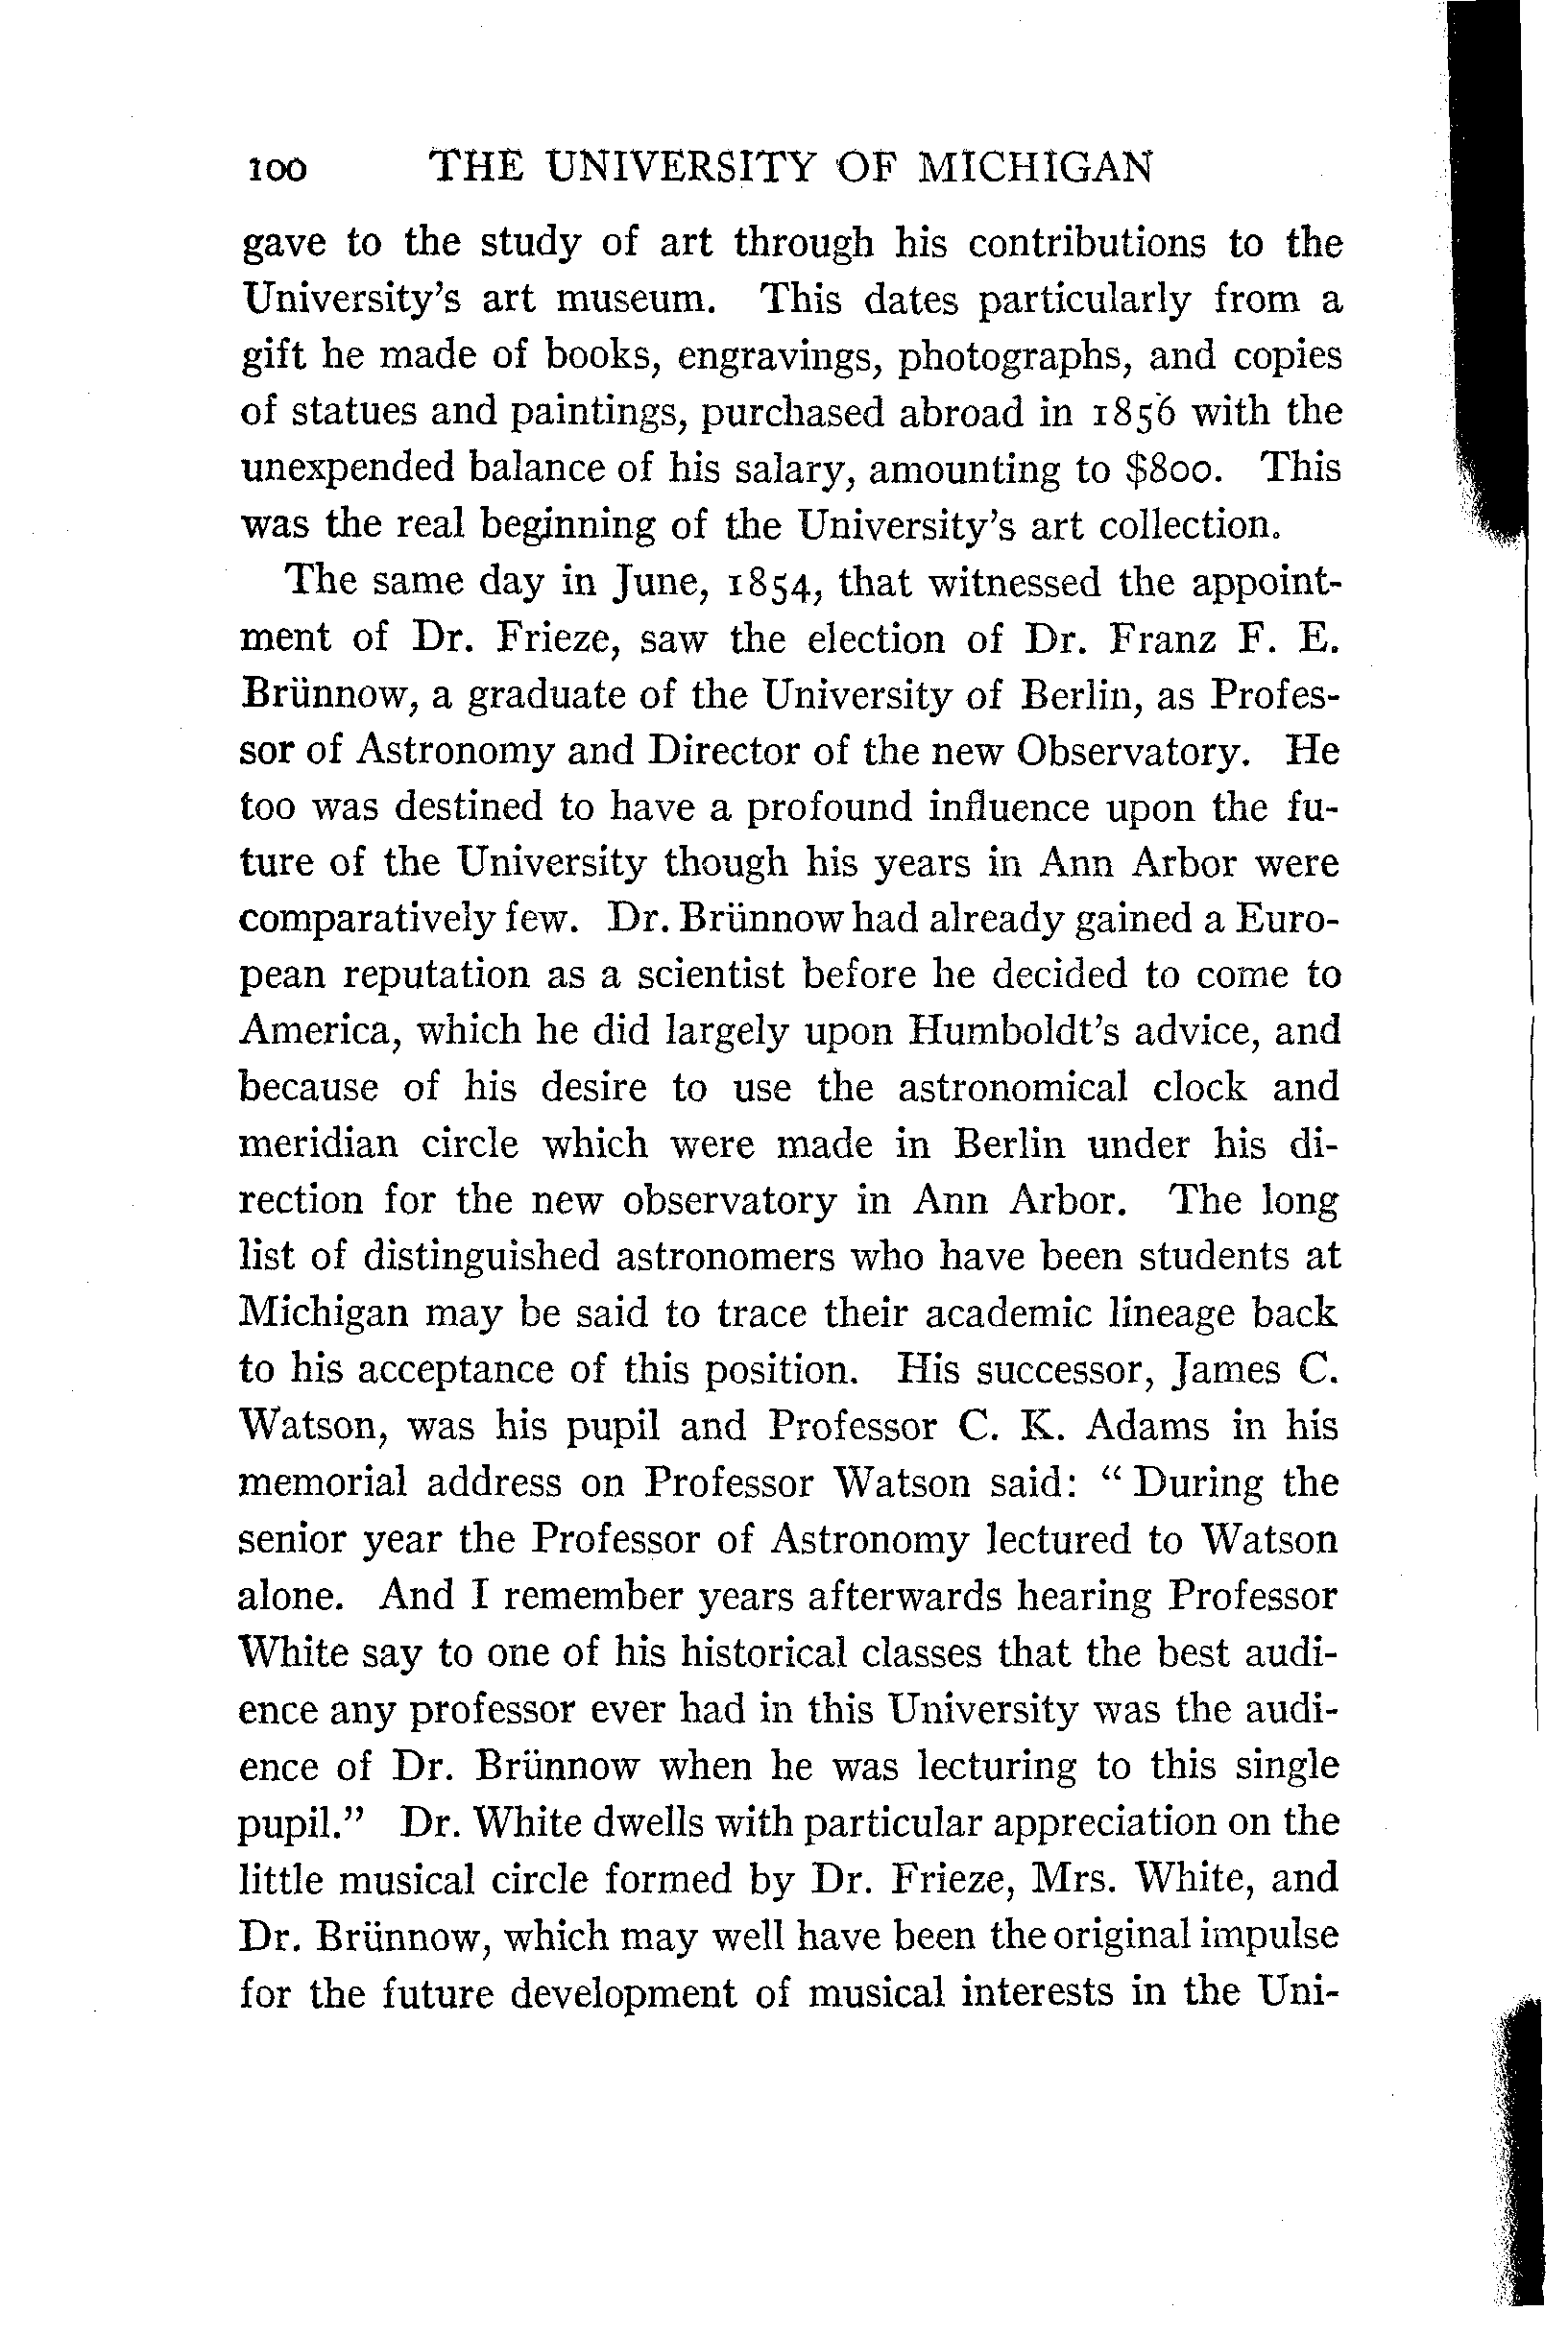 100 THE UNIVERSITY OF MICHIGAN
gave to the study of art through his contributions to the
University's art museum. This dates particularly from a
gift he made of books, engravings, photographs, and copies
of statues and paintings, purchased abroad in 1856 with the
unexpended balance of his salary, amounting to $800. This
was the real beginning of the University's art collection.
The same day in June, 1854, that witnessed the appoint-
ment of Dr. Frieze, saw the election of Dr. Franz F. E.
Brünnow, a graduate of the University of Berlin, as Profes-
sor of Astronomy and Director of the new Observatory. He
too was destined to have a profound influence upon the fu-
ture of the University though his years in Ann Arbor were
comparatively few. Dr. Brünnow had already gained a Euro-
pean reputation as a scientist before he decided to come to
America, which he did largely upon Humboldt's advice, and
because of his desire to use the astronomical clock and
meridian circle which were made in Berlin under his di-
rection for the new observatory in Ann Arbor. The long
list of distinguished astronomers who have been students at
Michigan may be said to trace their academic lineage back
to his acceptance of this position. His successor, James C.
Watson, was his pupil and Professor C. K. Adams in his
memorial address on Professor Watson said: " During the
senior year the Professor of Astronomy lectured to Watson
alone. And I remember years afterwards hearing Professor
White say to one of his historical classes that the best audi-
ence any professor ever had in this University was the audi-
ence of Dr. Brünnow when he was lecturing to this single
pupil." Dr. White dwells with particular appreciation on the
little musical circle formed by Dr. Frieze, Mrs. White, and
Dr. Brünnow, which may well have been the original impulse
for the future development of musical interests in the Uni-